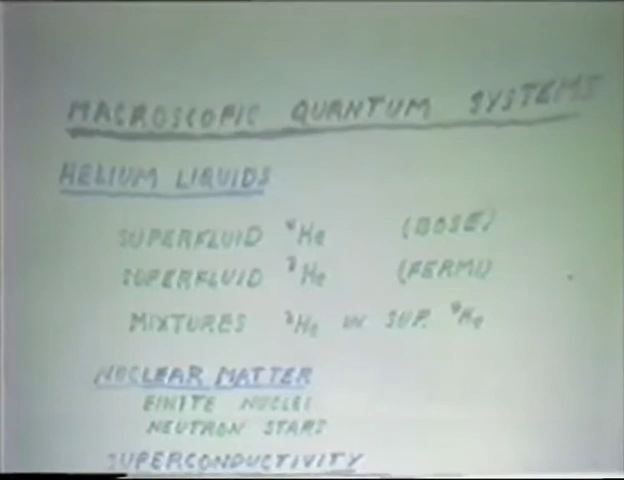 MACROSCOPIC QUANTUM SYSTEMS
HELIUM LIQUIDS
SUPERFLUID ⁴He (BOSE)
SUPERFLUID ³He (FERMI)
MIXTURES ³He IN SUP. ⁴He
NUCLEAR MATTER
FINITE NUCLEI
NEUTRON STARS
SUPERCONDUCTIVITY